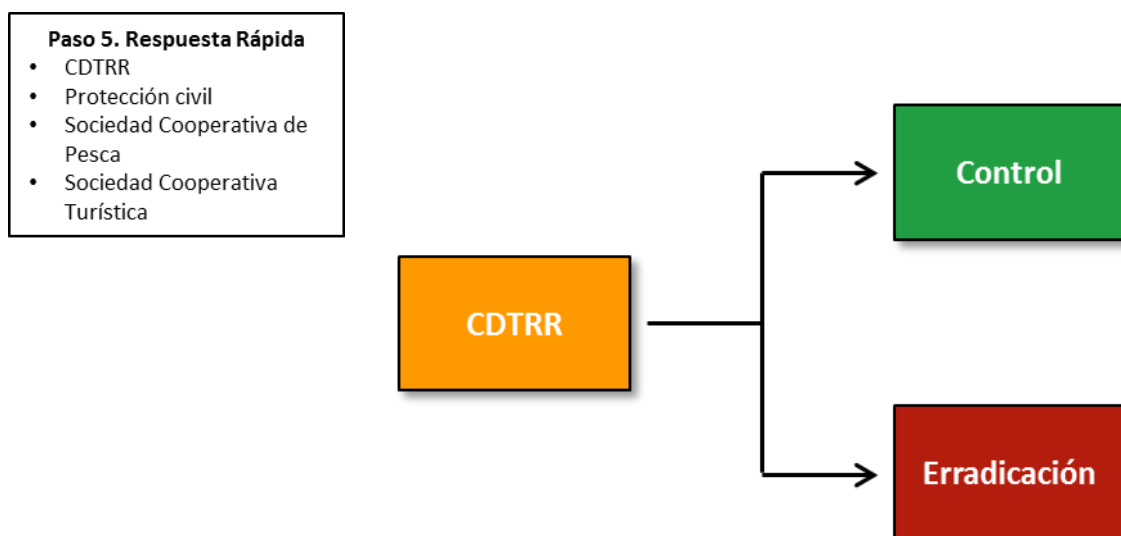 Paso 5. Respuesta Rápida
• CDTRR
• Protección civil
• Sociedad Cooperativa de
Pesca
• Sociedad Cooperativa
Turística
Control
CDTRR
Erradicación